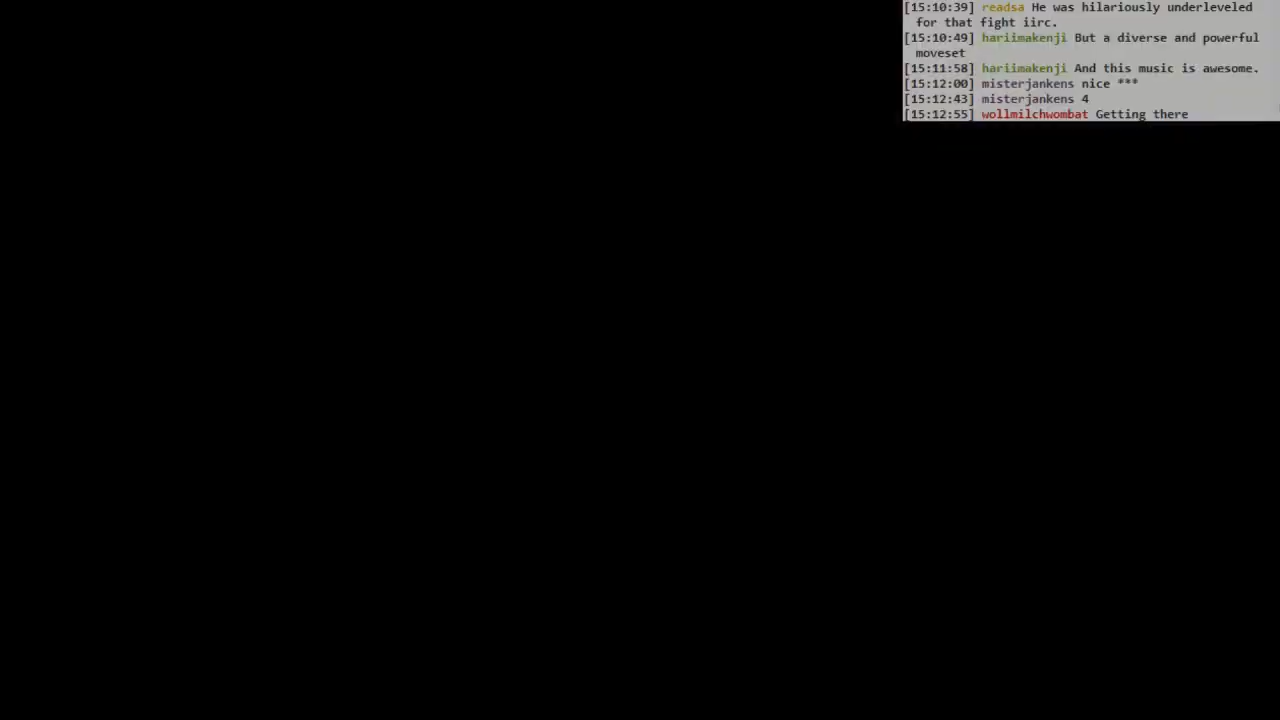 [15:10:39] readsa He was hilariously underleveled
for that fight iirc.
[15:10:49] hariimakenji But a diverse and powerful
moveset
[15:11:58] hariimakenji And this music is awesome.
[15:12:00] misterjankens nice ***
[15:12:43] misterjankens 4
[15:12:55] wollmilchwombat Getting there